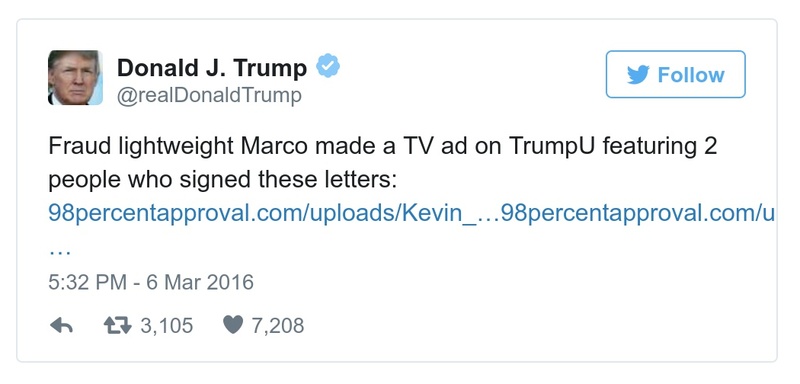 Donald J. Trump
@realDonaldTrump
Follow
Fraud lightweight Marco made a TV ad on TrumpU featuring 2
people who signed these letters:
98percentapproval.com/uploads/Kevin_…98percentapproval.com/u
…
5:32 PM - 6 Mar 2016
3,105 7,208